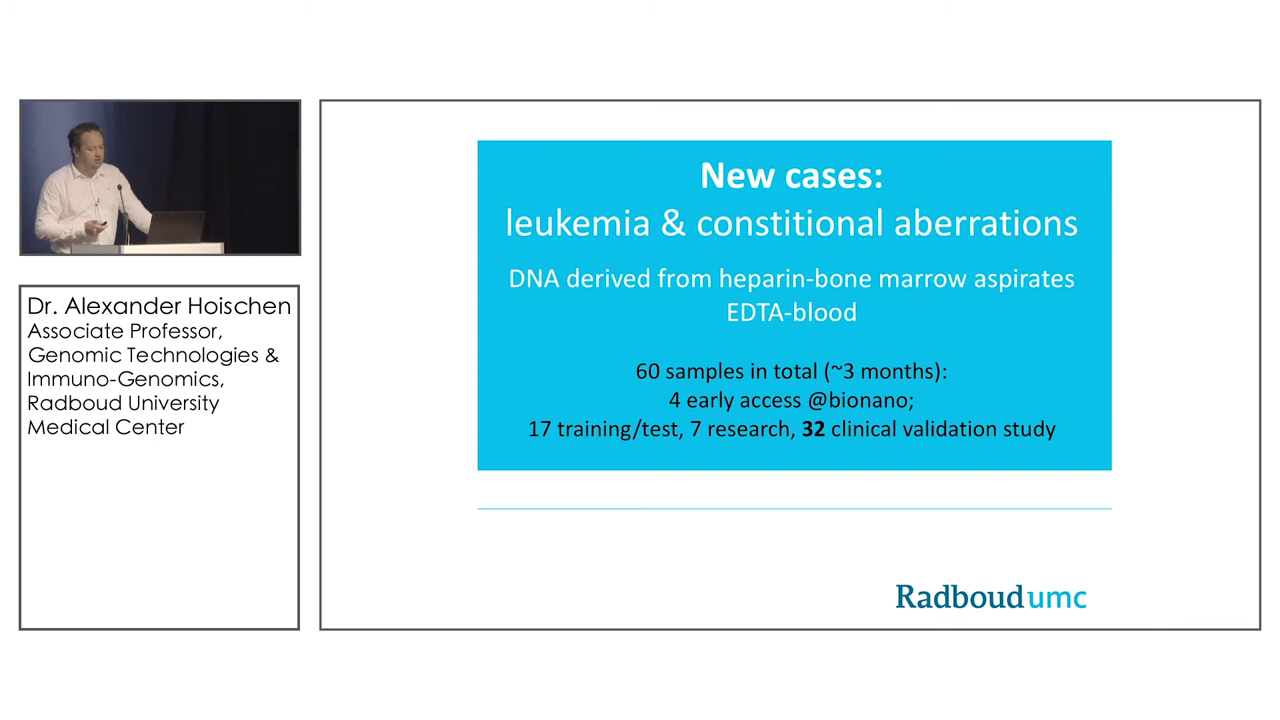 Dr. Alexander Hoischen
Associate Professor,
Genomic Technologies &
Immuno-Genomics,
Radboud University
Medical Center
New cases:
leukemia & constitional aberrations
DNA derived from heparin-bone marrow aspirates
EDTA-blood
60 samples in total (~3 months):
4 early access @bionano;
17 training/test, 7 research, 32 clinical validation study
Radboudumc